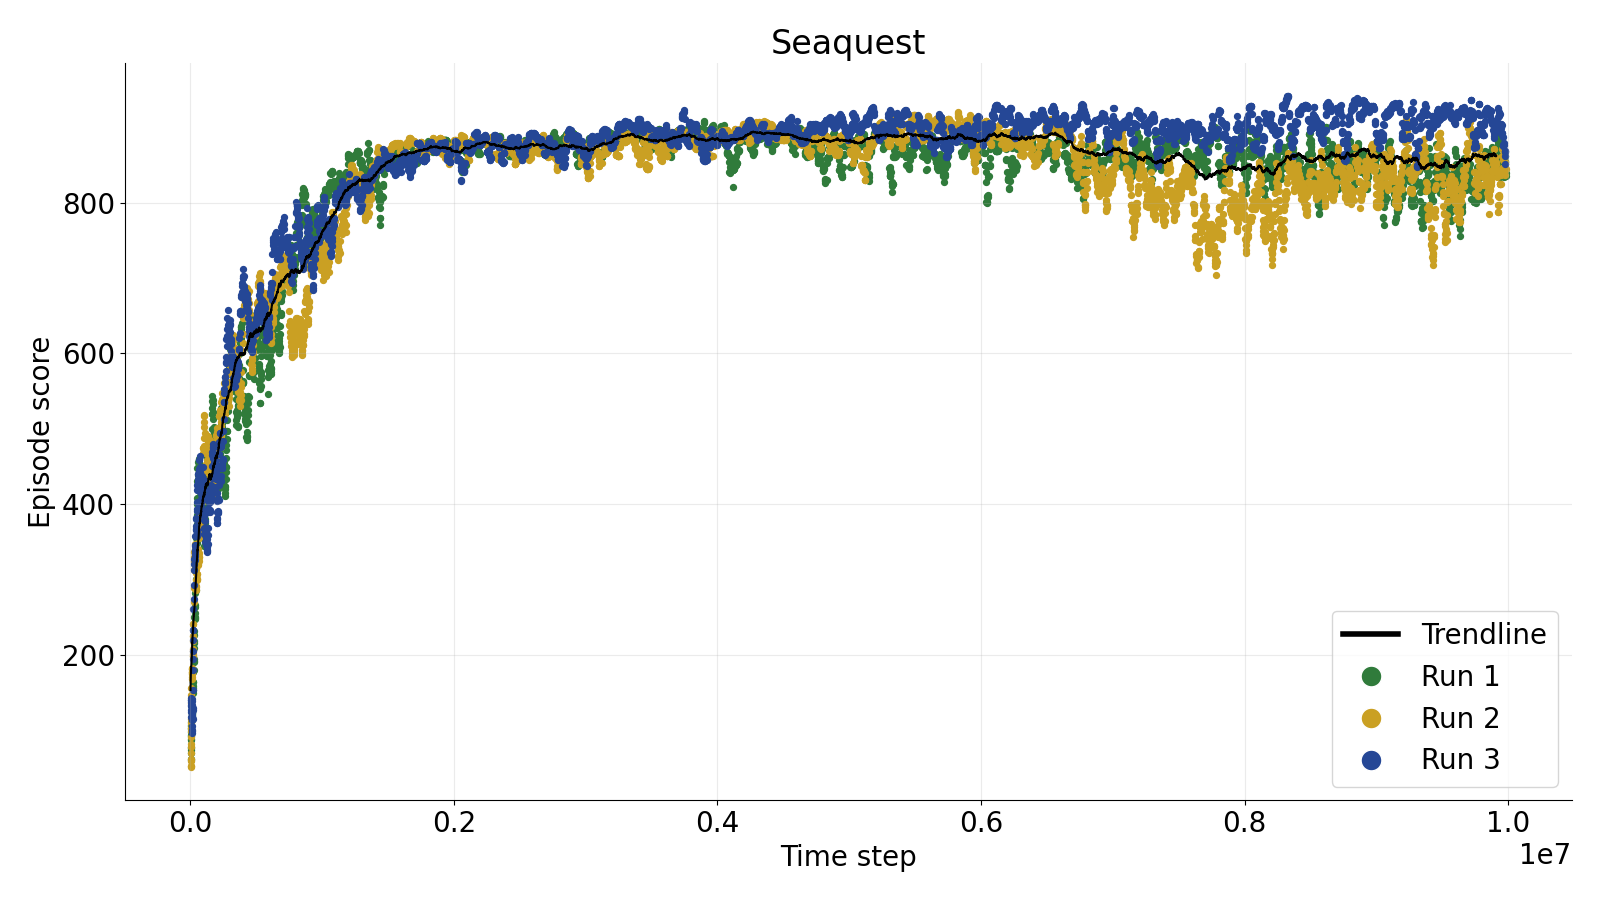 Seaquest
Episode score
800
600
400
200
0.0
0.2
0.4
0.6
0.8
1.0
1e7
Time step
Trendline
Run 1
Run 2
Run 3